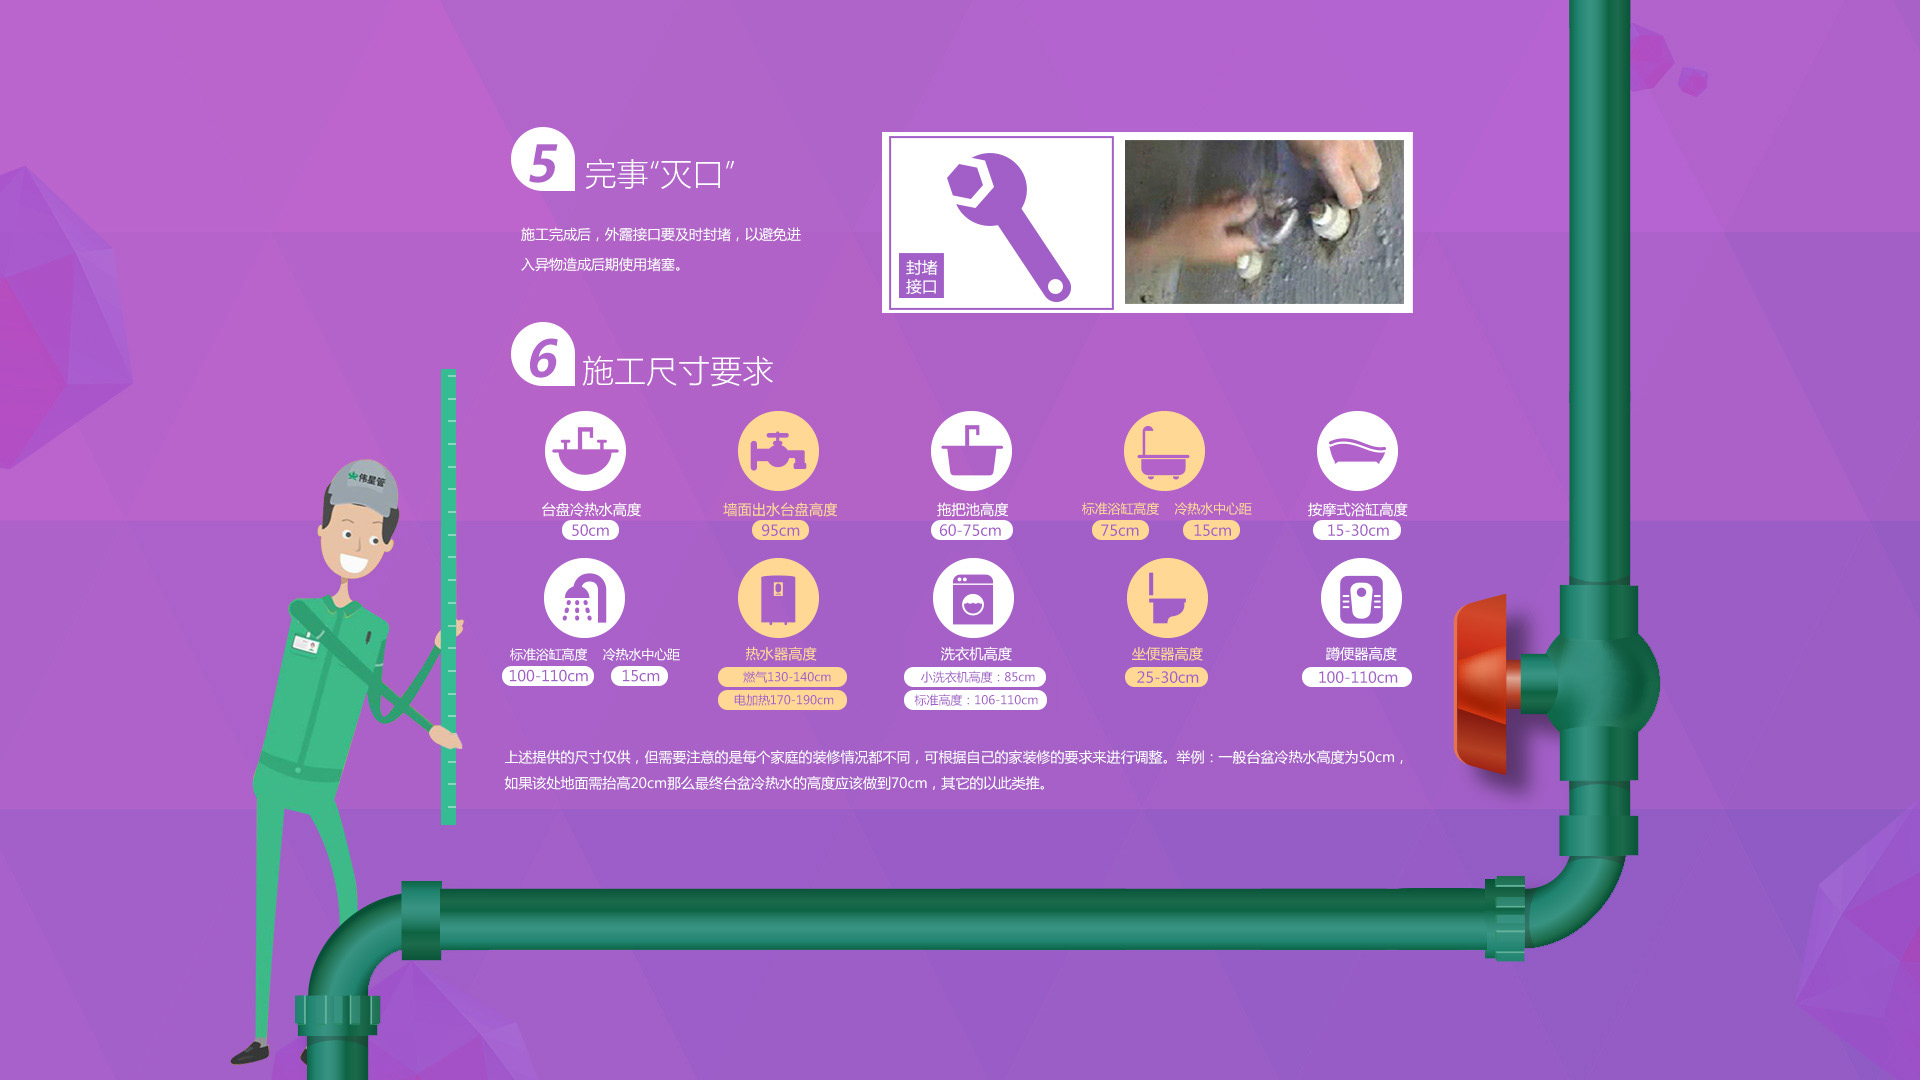 5
完事“灭口”
施工完成后，外露接口要及时封堵，以避免进
入异物造成后期使用堵塞。
封堵
接口
6
施工尺寸要求
台盘冷热水高度
50cm
墙面出水台盘高度
95cm
拖把池高度
60-75cm
标准浴缸高度 冷热水中心距
75cm 15cm
按摩式浴缸高度
15-30cm
标准浴缸高度 冷热水中心距
100-110cm 15cm
热水器高度
燃气130-140cm
电加热170-190cm
洗衣机高度
小洗衣机高度：85cm
标准高度：106-110cm
坐便器高度
25-30cm
蹲便器高度
100-110cm
上述提供的尺寸仅供，但需要注意的是每个家庭的装修情况都不同，可根据自己的家装修的要求来进行调整。举例：一般台盆冷热水高度为50cm，
如果该处地面需抬高20cm那么最终台盆冷热水的高度应该做到70cm，其它的以此类推。
伟星管